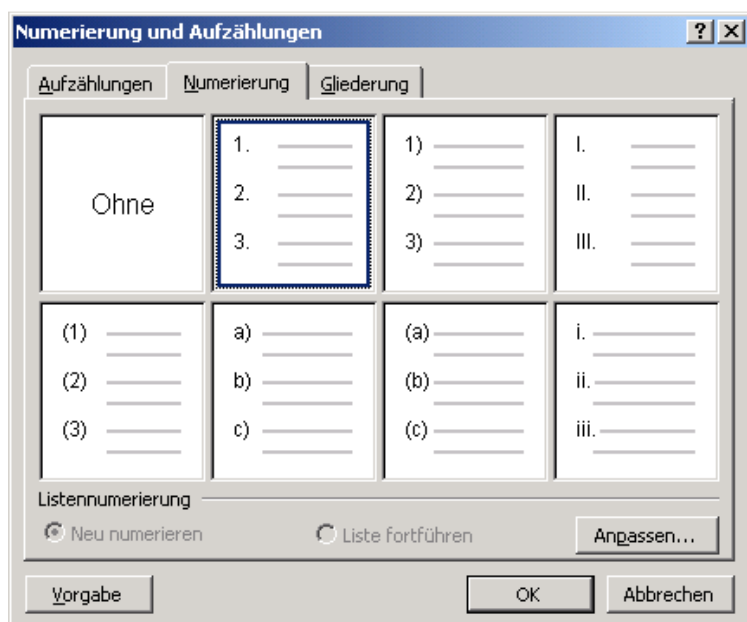 Numerierung und Aufzählungen
Aufzählungen Numerierung Gliederung
Ohne
1.
2.
3.
1)
2)
3)
I.
II.
III.
(1)
(2)
(3)
a)
b)
c)
(a)
(b)
(c)
i.
ii.
iii.
Listennumerierung
Neu numerieren Liste fortführen Anpassen...
Vorgabe OK Abbrechen